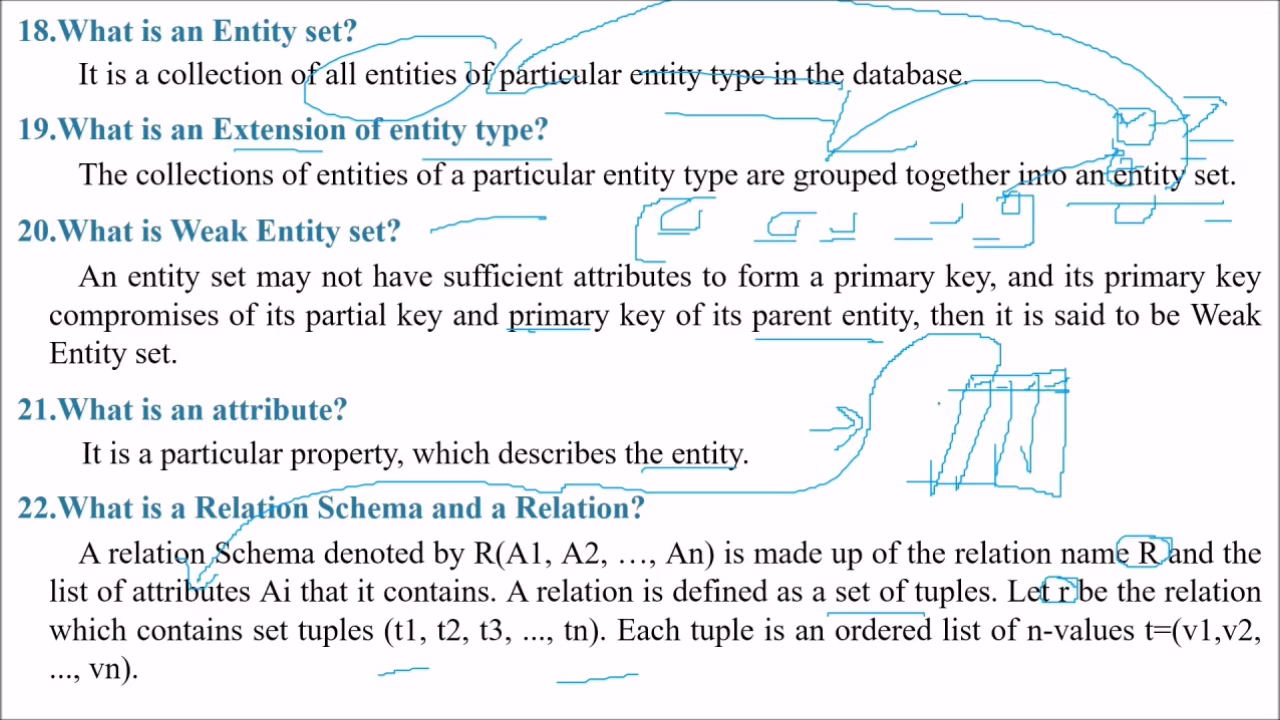 18.What is an Entity set?
It is a collection of all entities of particular entity type in the database.
19.What is an Extension of entity type?
The collections of entities of a particular entity type are grouped together into an entity set.
20.What is Weak Entity set?
An entity set may not have sufficient attributes to form a primary key, and its primary key
compromises of its partial key and primary key of its parent entity, then it is said to be Weak
Entity set.
21.What is an attribute?
It is a particular property, which describes the entity.
22.What is a Relation Schema and a Relation?
A relation Schema denoted by R(A1, A2, …, An) is made up of the relation name R and the
list of attributes Ai that it contains. A relation is defined as a set of tuples. Let r be the relation
which contains set tuples (t1, t2, t3, ..., tn). Each tuple is an ordered list of n-values t=(v1,v2,
..., vn).